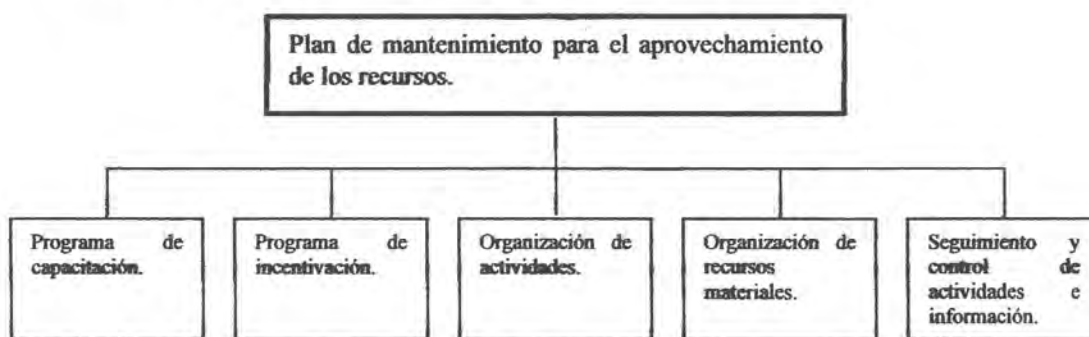 Plan de mantenimiento para el aprovechamiento
de los recursos.
Programa de
capacitación.
Programa de
incentivación.
Organización de
actividades.
Organización de
recursos
materiales.
Seguimiento y
control de
actividades e
información.